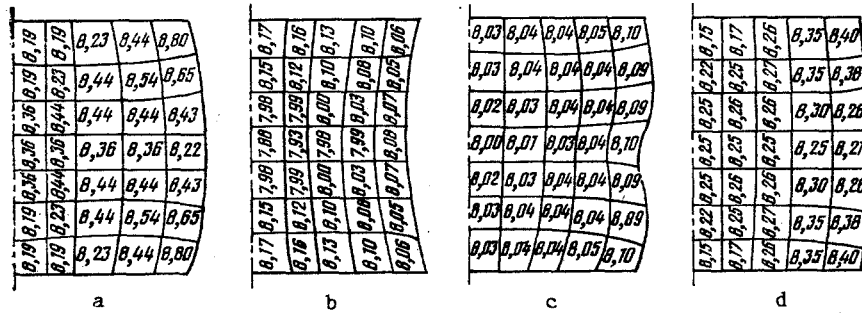 8,19 8,19 8,23 8,44 8,80
8,19 8,23 8,44 8,54 8,65
8,36 8,44 8,44 8,44 8,43
8,36 8,36 8,36 8,36 8,22
8,36 8,44 8,44 8,44 8,43
8,19 8,23 8,44 8,54 8,65
8,19 8,19 8,23 8,44 8,80
a
8,17 8,16 8,13 8,10 8,06
8,15 8,12 8,10 8,08 8,05
7,98 7,99 8,00 8,03 8,07
7,88 7,93 7,98 7,99 8,08
7,98 7,99 8,00 8,03 8,07
8,15 8,12 8,10 8,08 8,05
8,17 8,16 8,13 8,10 8,06
b
8,03 8,04 8,04 8,05 8,10
8,03 8,04 8,04 8,04 8,09
8,02 8,03 8,04 8,04 8,09
8,00 8,01 8,03 8,04 8,10
8,02 8,03 8,04 8,04 8,09
8,03 8,04 8,04 8,04 8,89
8,03 8,04 8,04 8,05 8,10
c
8,15 8,17 8,26 8,35 8,40
8,22 8,25 8,27 8,35 8,38
8,25 8,26 8,26 8,30 8,26
8,25 8,25 8,25 8,25 8,21
8,25 8,26 8,26 8,30 8,26
8,22 8,25 8,27 8,35 8,38
8,15 8,17 8,26 8,35 8,40
d